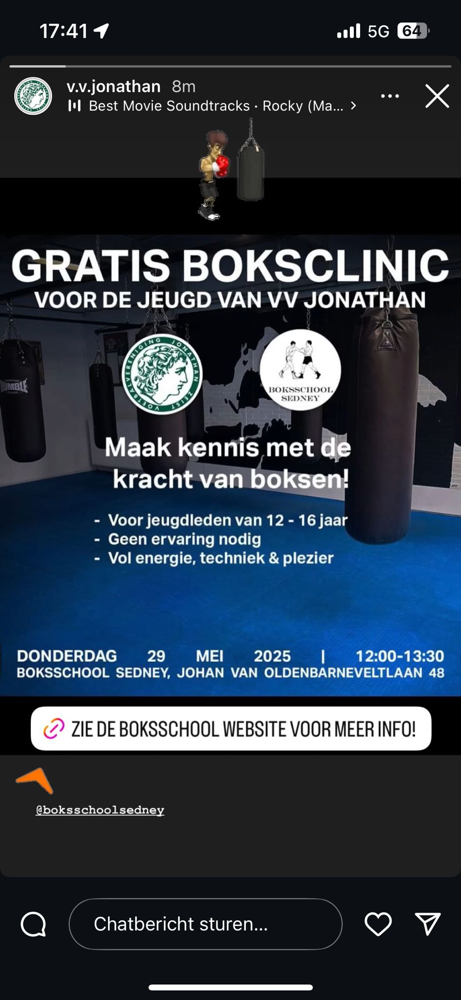 17:41
5G
64
v.v.jonathan 8m
Best Movie Soundtracks · Rocky (Ma... >
GRATIS BOKSCLINIC
VOOR DE JEUGD VAN VV JONATHAN
VOETBALVERENIGING JONATHAN ZEIST
BOKSSCHOOL
SEDNEY
RUMBLE
Maak kennis met de
kracht van boksen!
- Voor jeugdleden van 12 - 16 jaar
- Geen ervaring nodig
- Vol energie, techniek & plezier
DONDERDAG 29 MEI 2025 | 12:00-13:30
BOKSSCHOOL SEDNEY, JOHAN VAN OLDENBARNEVELTLAAN 48
ZIE DE BOKSSCHOOL WEBSITE VOOR MEER INFO!
@boksschoolsedney
Chatbericht sturen...